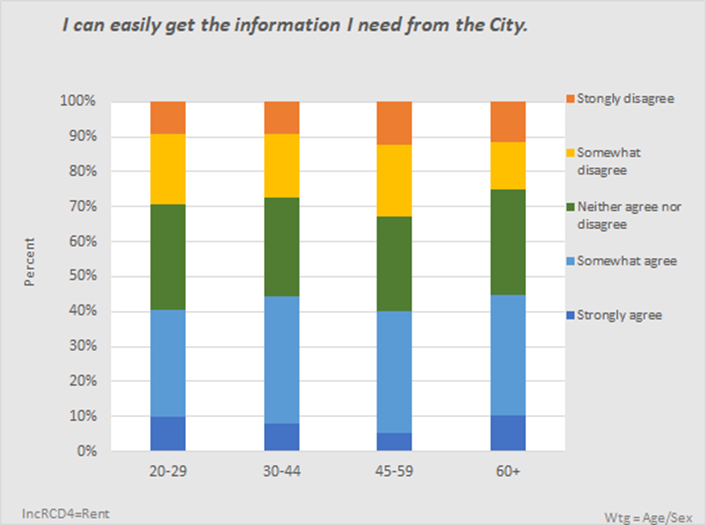 I can easily get the information I need from the City.
100%
90%
80%
70%
60%
50%
40%
30%
20%
10%
0%
Percent
20-29
30-44
45-59
60+
Stongly disagree
Somewhat
disagree
Neither agree nor
disagree
Somewhat agree
Strongly agree
IncRCD4=Rent
Wtg = Age/Sex